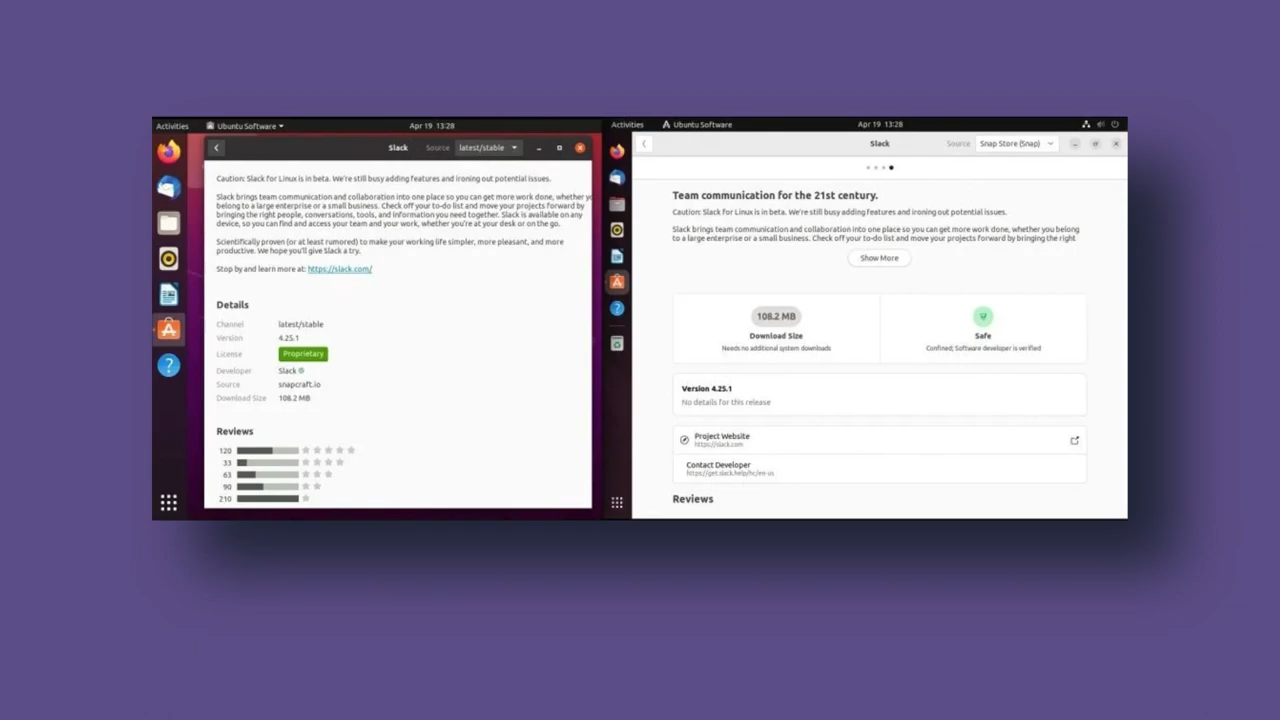 Activities
Ubuntu Software
Apr 19 13:28
Slack
Source
latest/stable
Caution: Slack for Linux is in beta. We're still busy adding features and ironing out potential issues.
Slack brings team communication and collaboration into one place so you can get more work done, whether you
belong to a large enterprise or a small business. Check off your to-do list and move your projects forward by
bringing the right people, conversations, tools, and information you need together. Slack is available on any
device, so you can find and access your team and your work, whether you're at your desk or on the go.
Scientifically proven (or at least rumored) to make your working life simpler, more pleasant, and more
productive. We hope you'll give Slack a try.
Stop by and learn more at: https://slack.com/
Details
Channel latest/stable
Version 4.25.1
License Proprietary
Developer Slack
Source snapcraft.io
Download Size 108.2 MB
Reviews
120
33
63
90
210
Activities
Ubuntu Software
Apr 19 13:28
Slack
Source
Snap Store (Snap)
Team communication for the 21st century.
Caution: Slack for Linux is in beta. We're still busy adding features and ironing out potential issues.
Slack brings team communication and collaboration into one place so you can get more work done, whether you belong
to a large enterprise or a small business. Check off your to-do list and move your projects forward by bringing the right
Show More
108.2 MB
Download Size
Needs no additional system downloads
Safe
Confined; Software developer is verified
Version 4.25.1
No details for this release
Project Website
https://slack.com
Contact Developer
https://get.slack.help/hc/en-us
Reviews